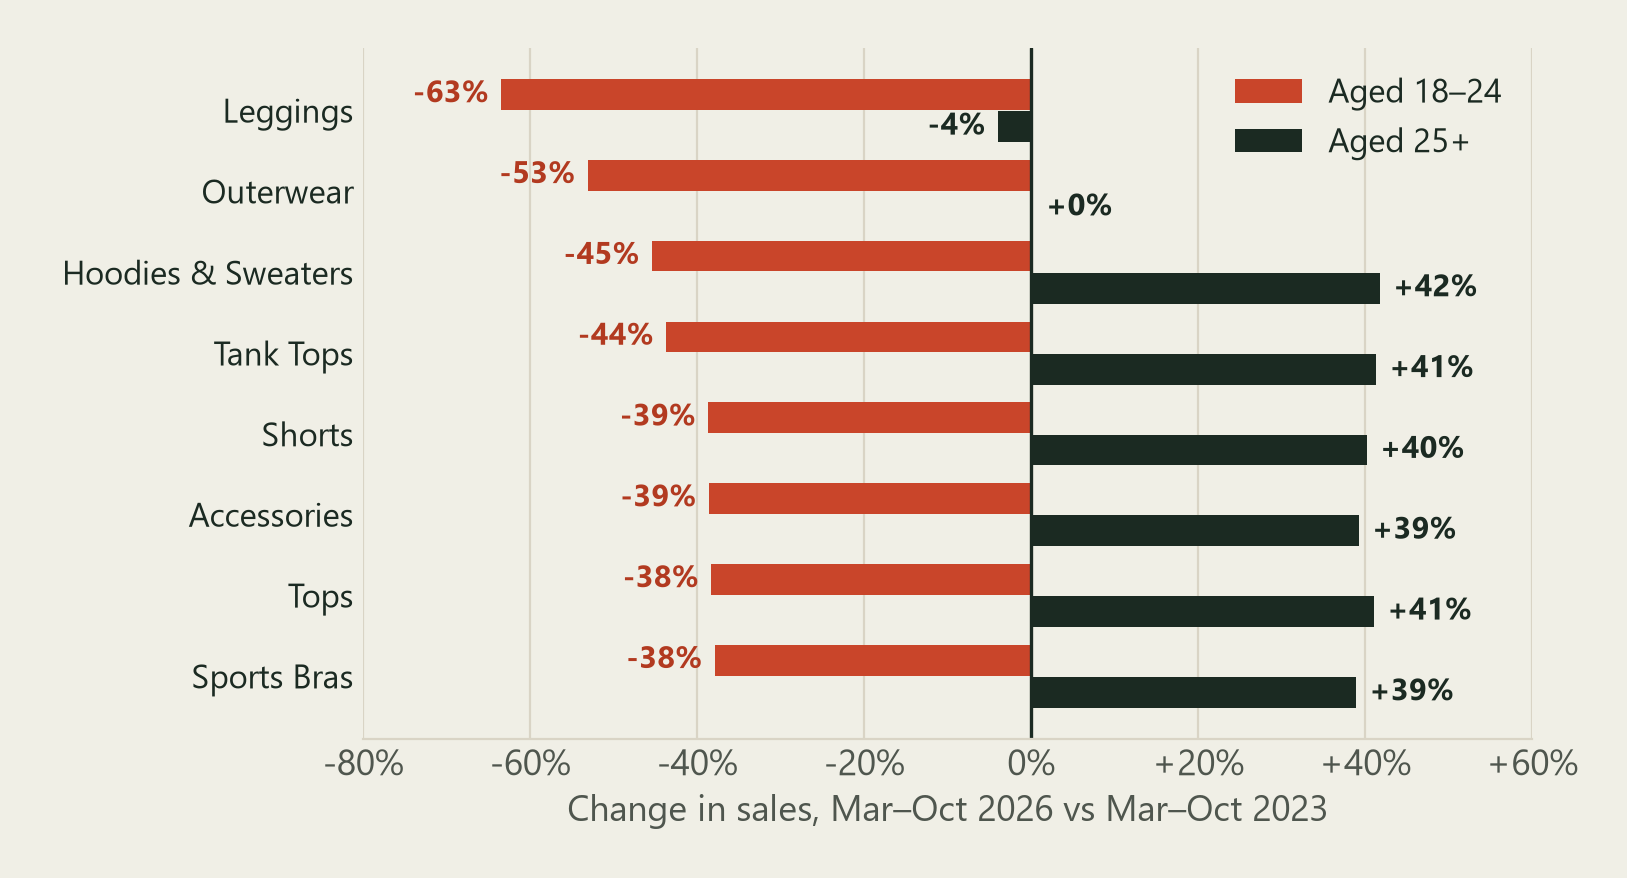 Aged 18–24
Aged 25+
Leggings
-63%
-4%
Outerwear
-53%
+0%
Hoodies & Sweaters
-45%
+42%
Tank Tops
-44%
+41%
Shorts
-39%
+40%
Accessories
-39%
+39%
Tops
-38%
+41%
Sports Bras
-38%
+39%
-80% -60% -40% -20% 0% +20% +40% +60%
Change in sales, Mar–Oct 2026 vs Mar–Oct 2023